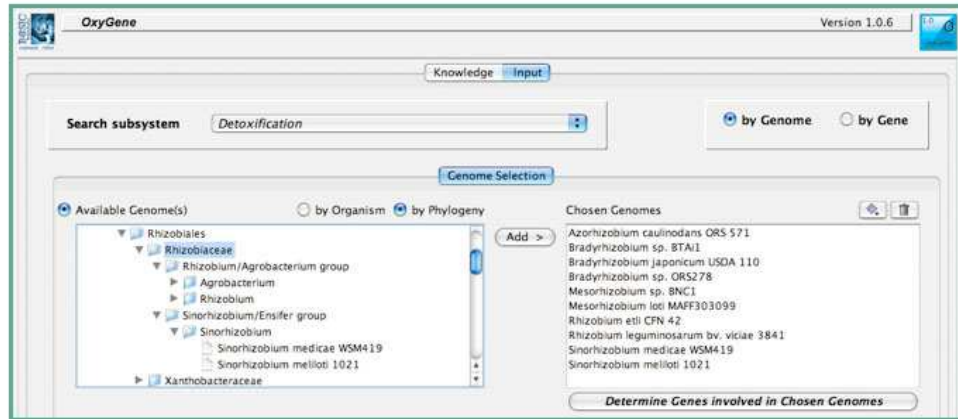 OxyGene
Version 1.0.6
1.0
Knowledge Input
Search subsystem Detoxification
by Genome by Gene
Genome Selection
Available Genome(s) by Organism by Phylogeny
Chosen Genomes
Add >
Rhizobiales
Rhizobiaceae
Rhizobium/Agrobacterium group
Agrobacterium
Rhizobium
Sinorhizobium/Ensifer group
Sinorhizobium
Sinorhizobium medicae WSM419
Sinorhizobium meliloti 1021
Xanthobacteraceae
Azorhizobium caulinodans ORS 571
Bradyrhizobium sp. BTAi1
Bradyrhizobium japonicum USDA 110
Bradyrhizobium sp. ORS278
Mesorhizobium sp. BNC1
Mesorhizobium loti MAFF303099
Rhizobium etli CFN 42
Rhizobium leguminosarum bv. viciae 3841
Sinorhizobium medicae WSM419
Sinorhizobium meliloti 1021
Determine Genes involved in Chosen Genomes